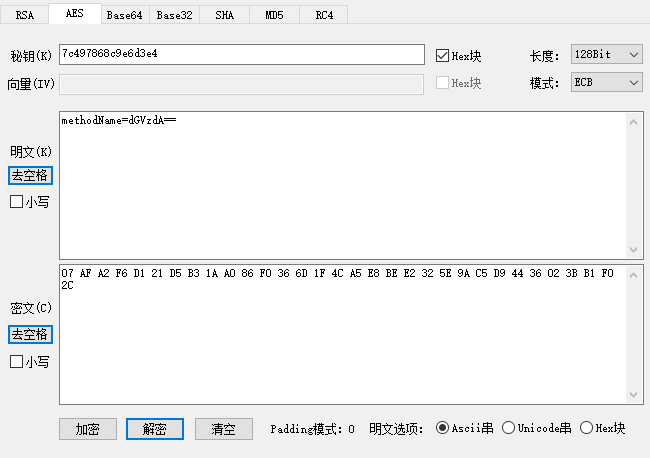 RSA AES Base64 Base32 SHA MD5 RC4
秘钥(K) 7c497868c9e6d3e4 Hex块 长度: 128Bit
向量(IV) Hex块 模式: ECB
methodName=dGVzdA==
明文(K)
去空格
小写
07 AF A2 F6 D1 21 D5 B3 1A A0 86 F0 36 6D 1F 4C A5 E8 BE E2 32 5E 9A C5 D9 44 36 02 3B B1 F0
2C
密文(C)
去空格
小写
加密 解密 清空 Padding模式: 0 明文选项: Ascii串 Unicode串 Hex块